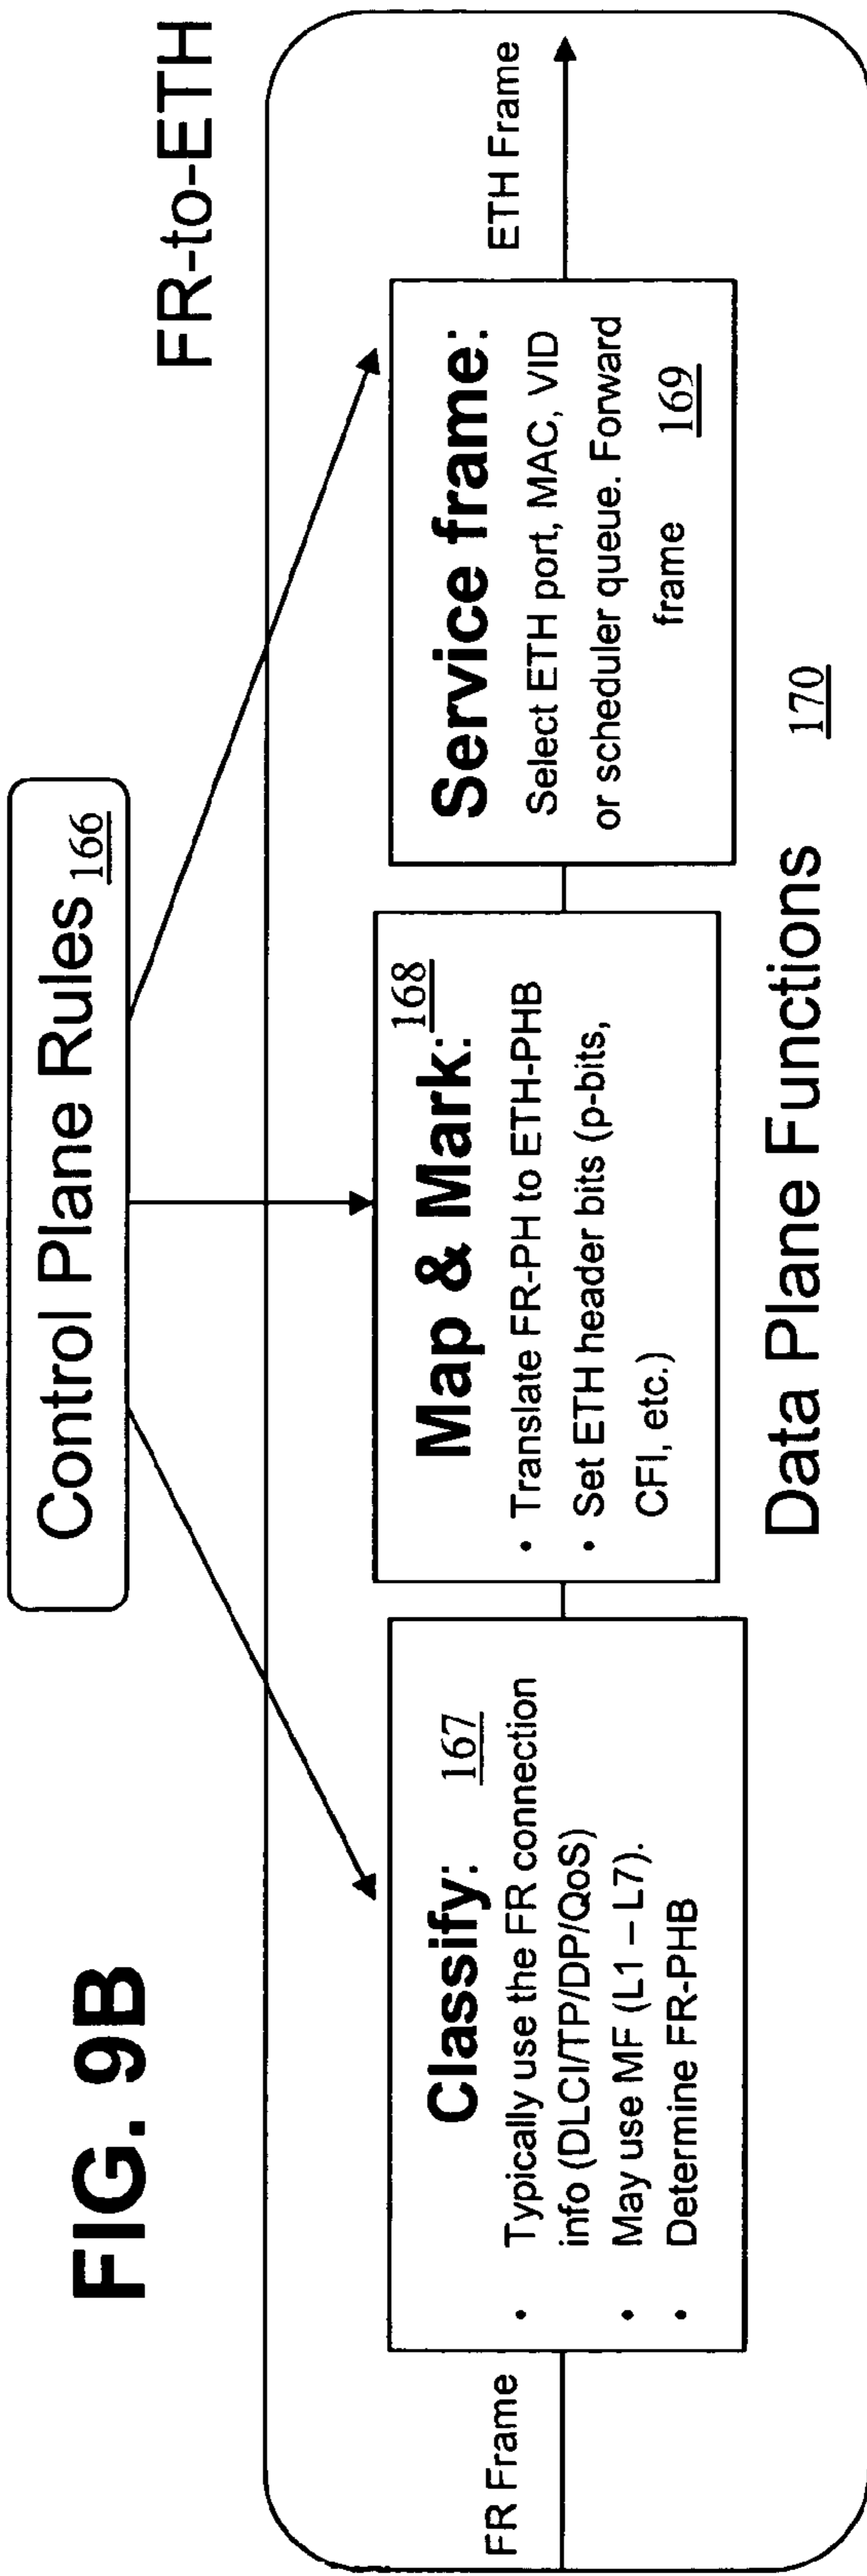 FIG. 9B
FR-to-ETH
Control Plane Rules 166
FR Frame
Classify: 167
• Typically use the FR connection
info (DLCI/TP/DP/QoS)
• May use MF (L1 – L7).
• Determine FR-PHB
168
Map & Mark:
• Translate FR-PH to ETH-PHB
• Set ETH header bits (p-bits,
CFI, etc.)
Service frame:
Select ETH port, MAC, VID
or scheduler queue. Forward
frame 169
ETH Frame
Data Plane Functions 170